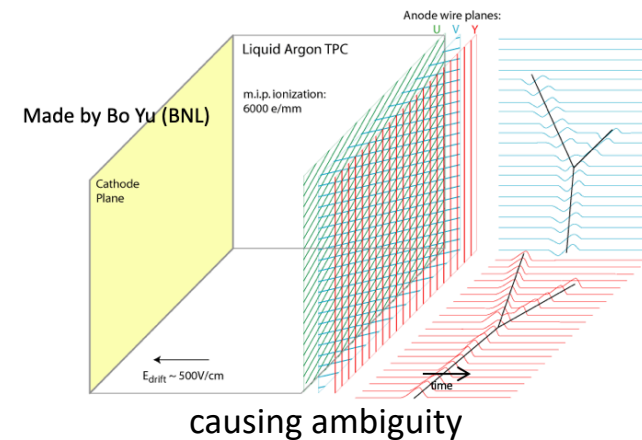 Anode wire planes:
U V Y
Liquid Argon TPC
m.i.p. ionization:
6000 e/mm
Made by Bo Yu (BNL)
Cathode
Plane
Edrift ~ 500V/cm
time
causing ambiguity